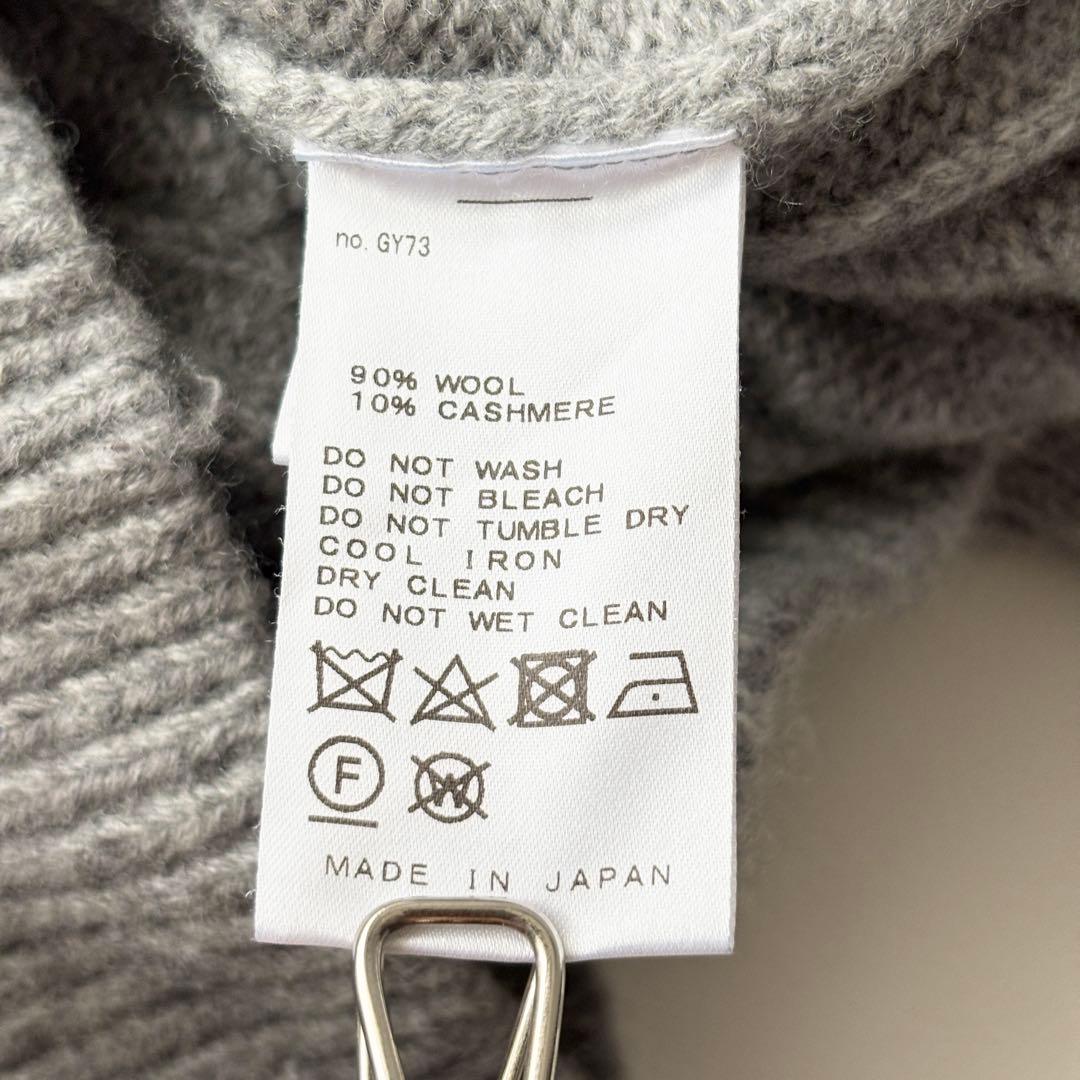 no. GY73
90% WOOL
10% CASHMERE
DO NOT WASH
DO NOT BLEACH
DO NOT TUMBLE DRY
COOL IRON
DRY CLEAN
DO NOT WET CLEAN
F W
MADE IN JAPAN